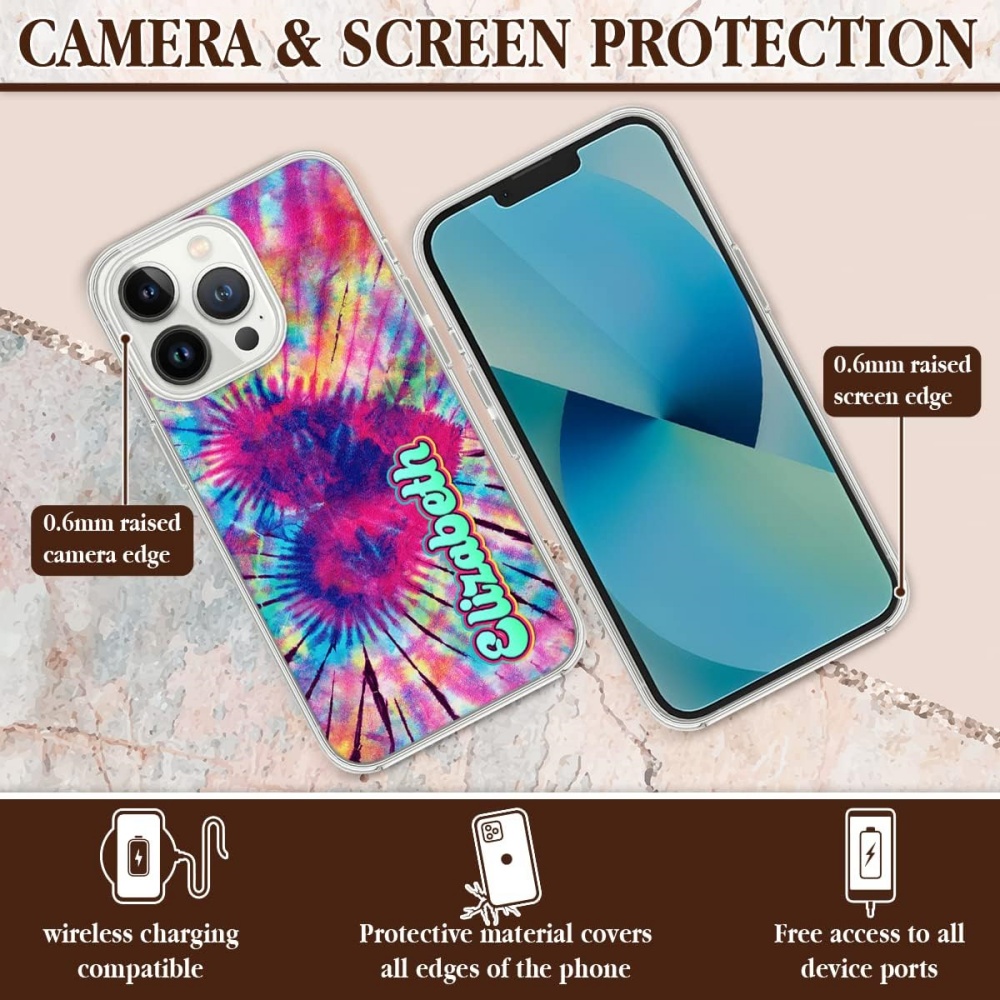 CAMERA & SCREEN PROTECTION
0.6mm raised
screen edge
0.6mm raised
camera edge
Elizabeth
wireless charging
compatible
Protective material covers
all edges of the phone
Free access to all
device ports